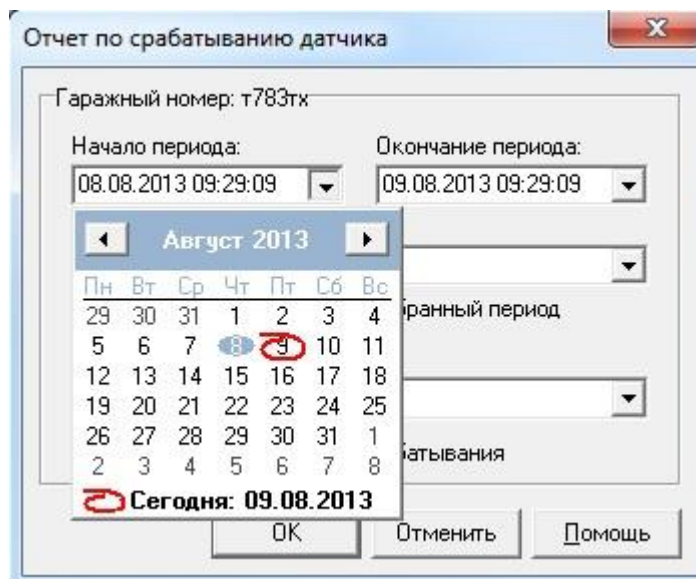 Отчет по срабатыванию датчика
Гаражный номер: т783тх
Начало периода:
Окончание периода:
08.08.2013 09:29:09
09.08.2013 09:29:09
Август 2013
Пн Вт Ср Чт Пт Сб Вс
29 30 31 1 2 3 4
5 6 7 8 9 10 11
12 13 14 15 16 17 18
19 20 21 22 23 24 25
26 27 28 29 30 31 1
2 3 4 5 6 7 8
Сегодня: 09.08.2013
период
ОК
Отменить
Помощь